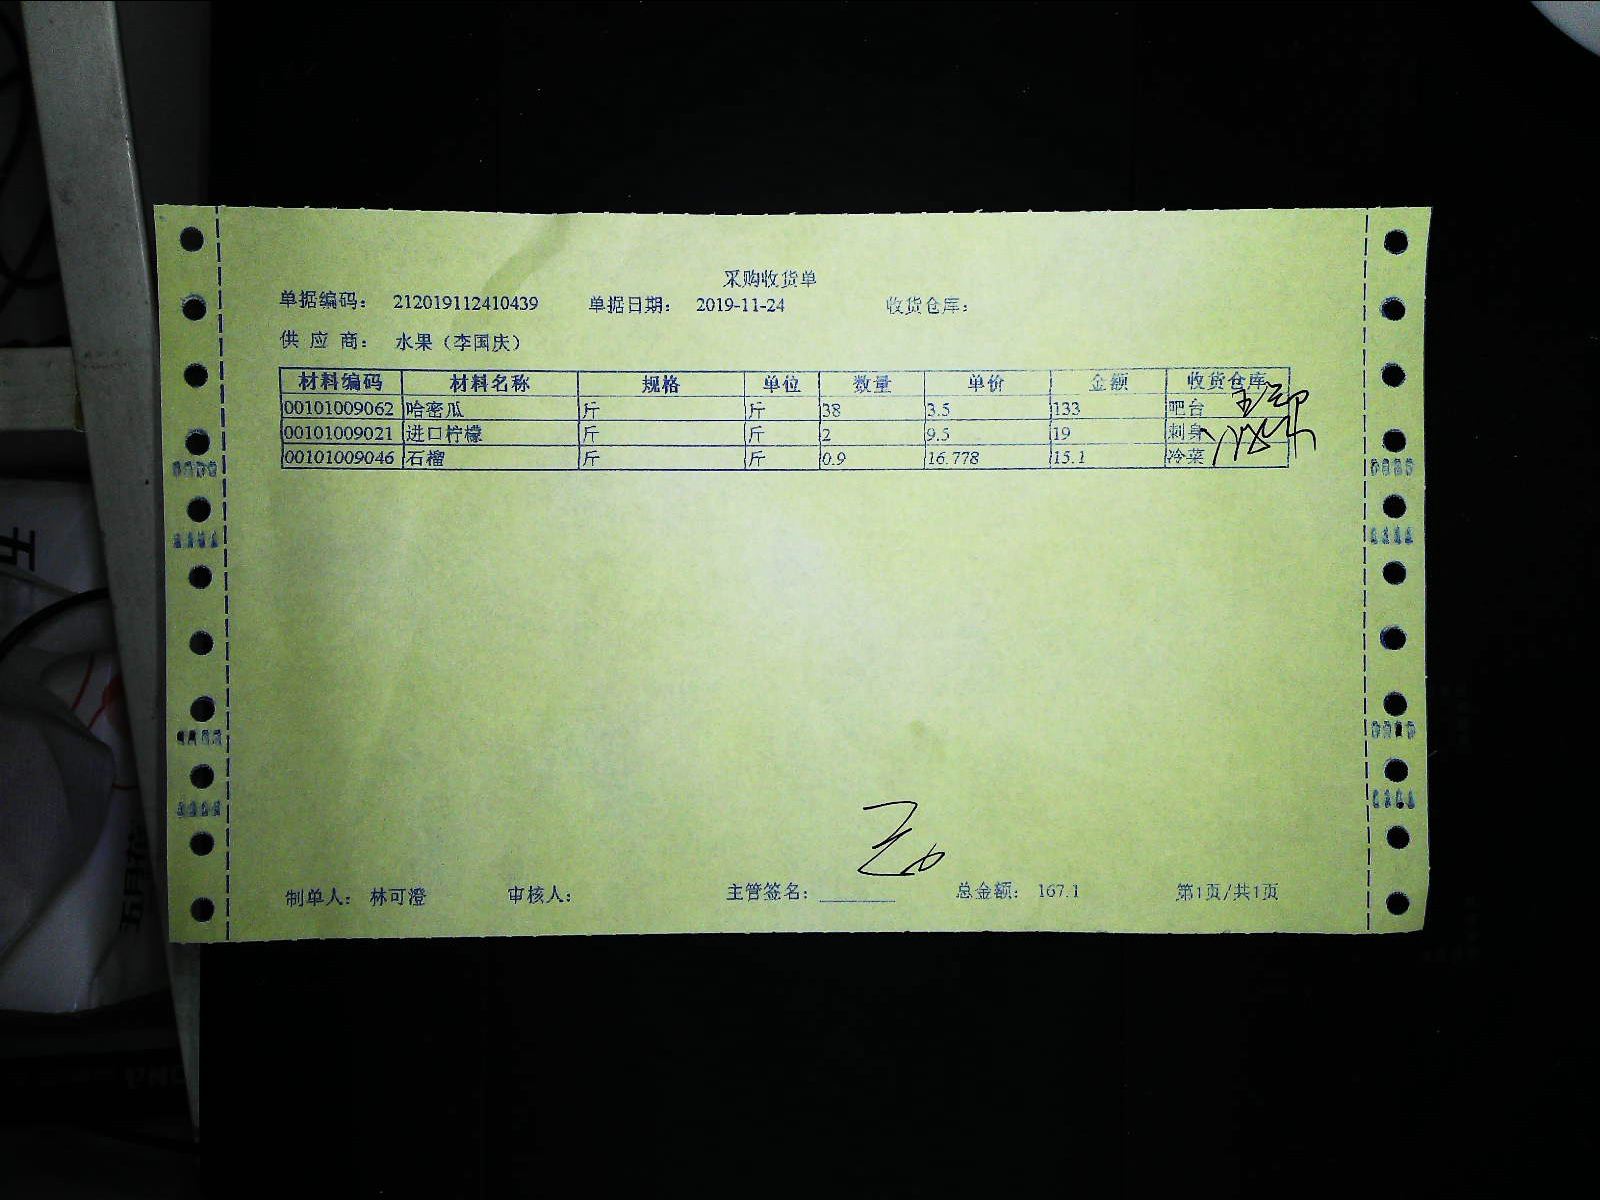 采购收货单
单据编码： 212019112410439 单据日期： 2019-11-24 收货仓库：
供 应 商： 水果（李国庆）
材料编码 材料名称 规格 单位 数量 单价 金额 收货仓库
00101009062 哈密瓜 斤 斤 38 3.5 133 吧台
00101009021 进口柠檬 斤 斤 2 9.5 19 刺身
00101009046 石榴 斤 斤 0.9 16.778 15.1 冷菜
制单人： 林可澄 审核人： 主管签名： 总金额： 167.1 第1页/共1页
五